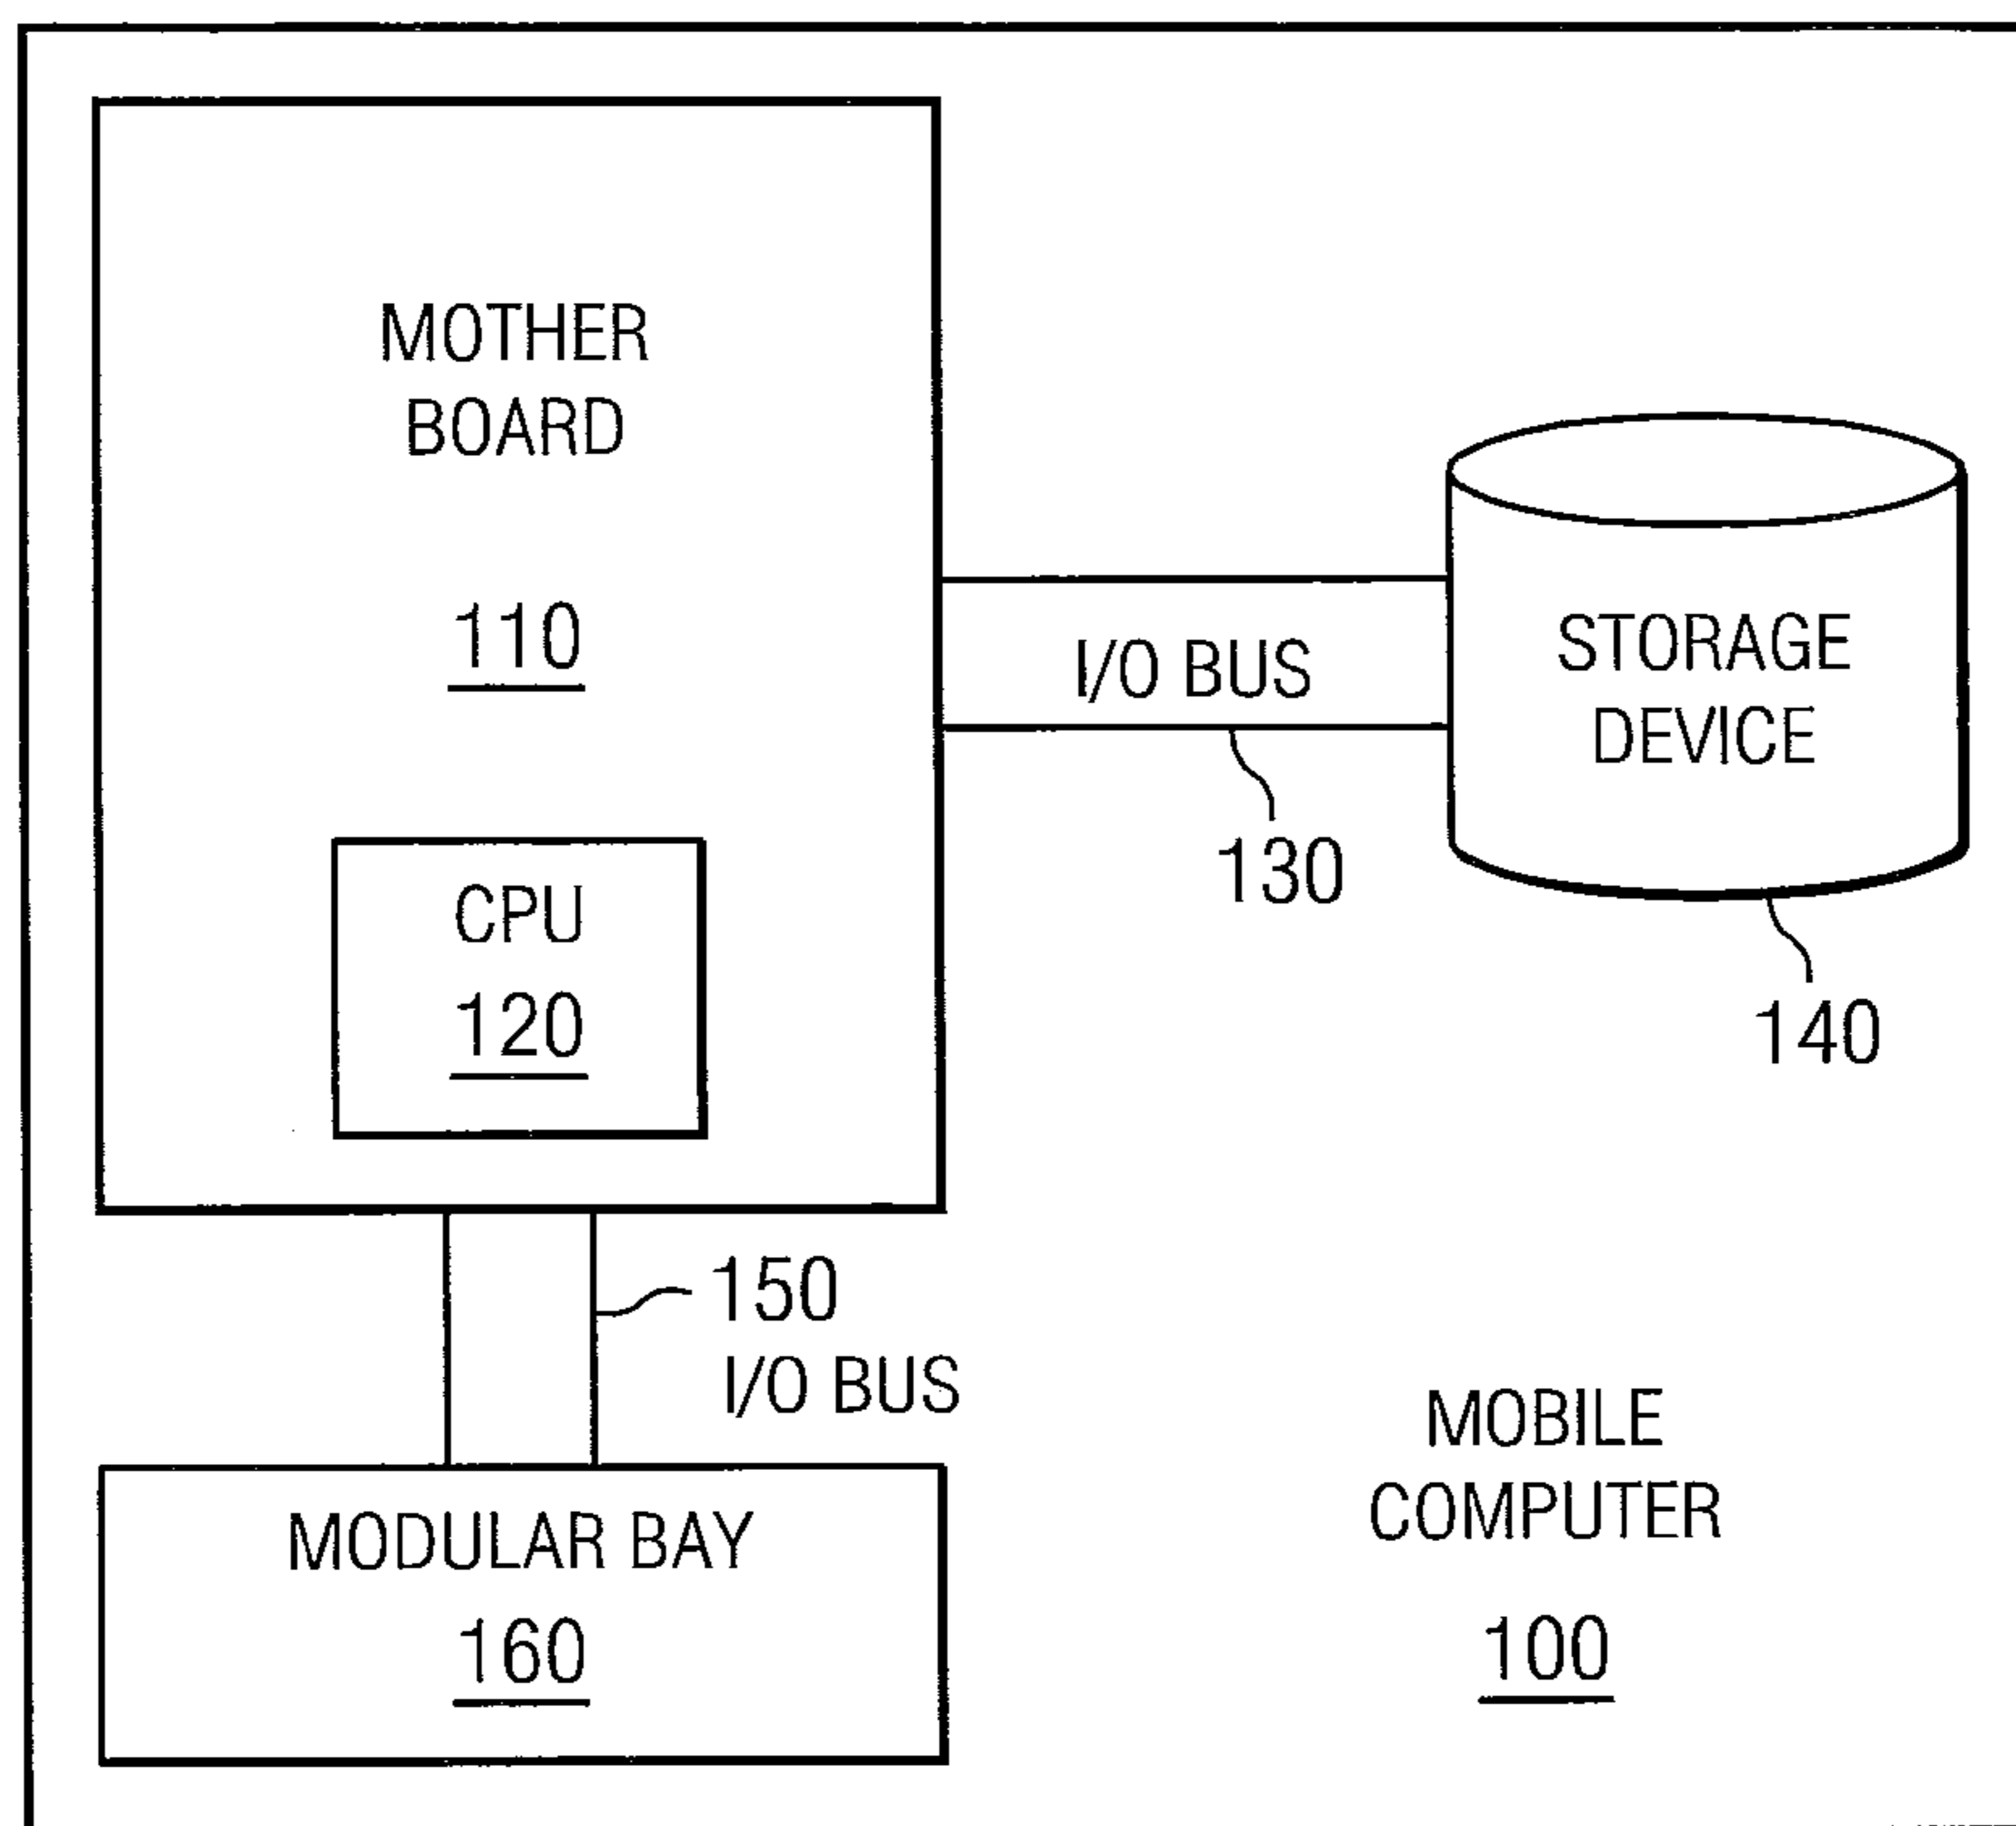 MOTHER
BOARD
110
CPU
120
I/O BUS
130
STORAGE
DEVICE
140
150
I/O BUS
MODULAR BAY
160
MOBILE
COMPUTER
100